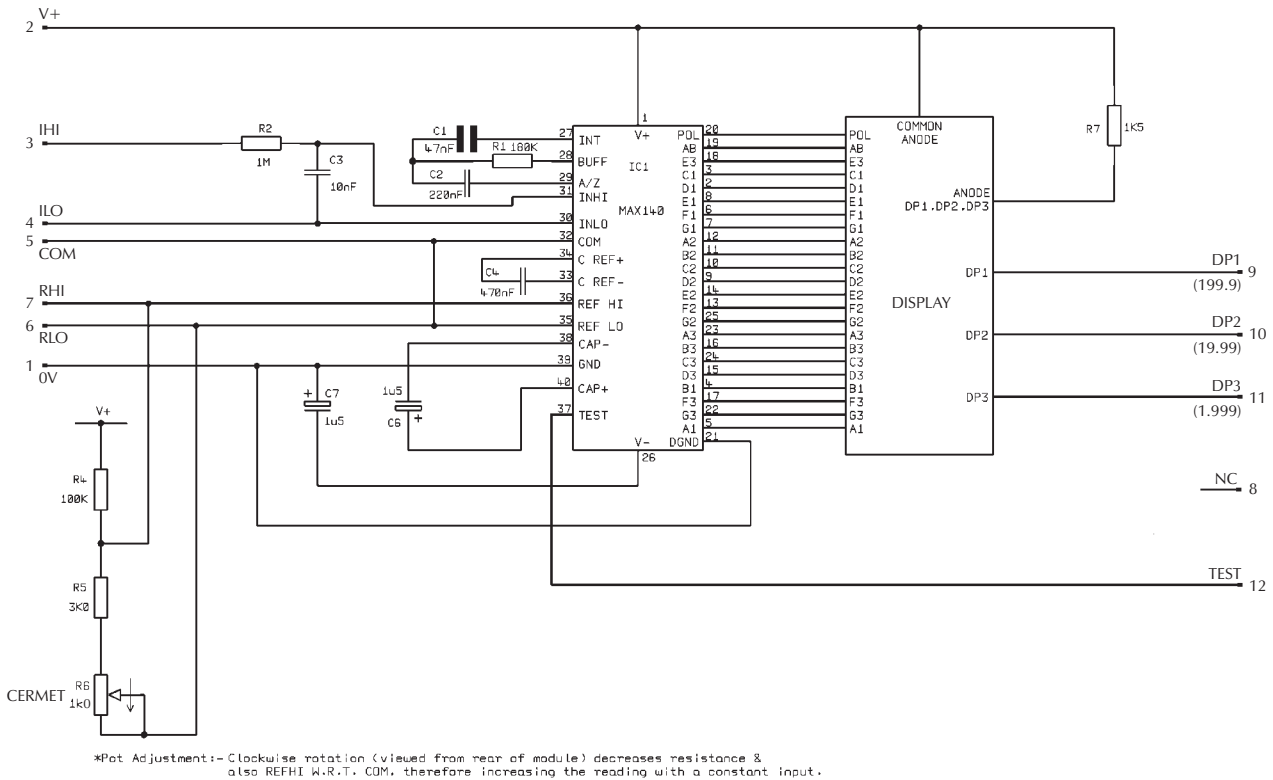 V+
2
IHI
3
R2
1M
C3
10nF
ILO
4
5
COM
RHI
7
6
RLO
1
0V
C1
47nF
R1 180K
C2
220nF
C4
470nF
+
C7
1u5
1u5
C6
+
1
V+
IC1
MAX140
27 INT
28 BUFF
29 A/Z
31 INHI
30 INLO
32 COM
34 C REF+
33 C REF-
36 REF HI
35 REF LO
38 CAP-
39 GND
40 CAP+
37 TEST
V-
26
POL 20
AB 19
E3 18
C1 3
D1 2
E1 8
F1 6
G1 7
A2 12
B2 11
C2 10
D2 9
E2 14
F2 13
G2 25
A3 23
B3 16
C3 24
D3 15
B1 4
F3 17
G3 22
A1 5
DGND 21
COMMON
ANODE
POL
AB
E3
C1
D1
E1
F1
G1
A2
B2
C2
D2
E2
F2
G2
A3
B3
C3
D3
B1
F3
G3
A1
ANODE
DP1.DP2.DP3
DP1
DISPLAY
DP2
DP3
R7
1K5
DP1
9
(199.9)
DP2
10
(19.99)
DP3
11
(1.999)
NC
8
TEST
12
V+
R4
100K
R5
3K0
CERMET
R6
1k0
*Pot Adjustment:- Clockwise rotation (viewed from rear of module) decreases resistance &
also REFHI W.R.T. COM, therefore increasing the reading with a constant input.